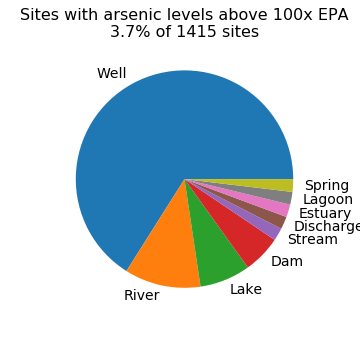 Sites with arsenic levels above 100x EPA
3.7% of 1415 sites
Well
Spring
Lagoon
Estuary
Discharge
Stream
Dam
Lake
River